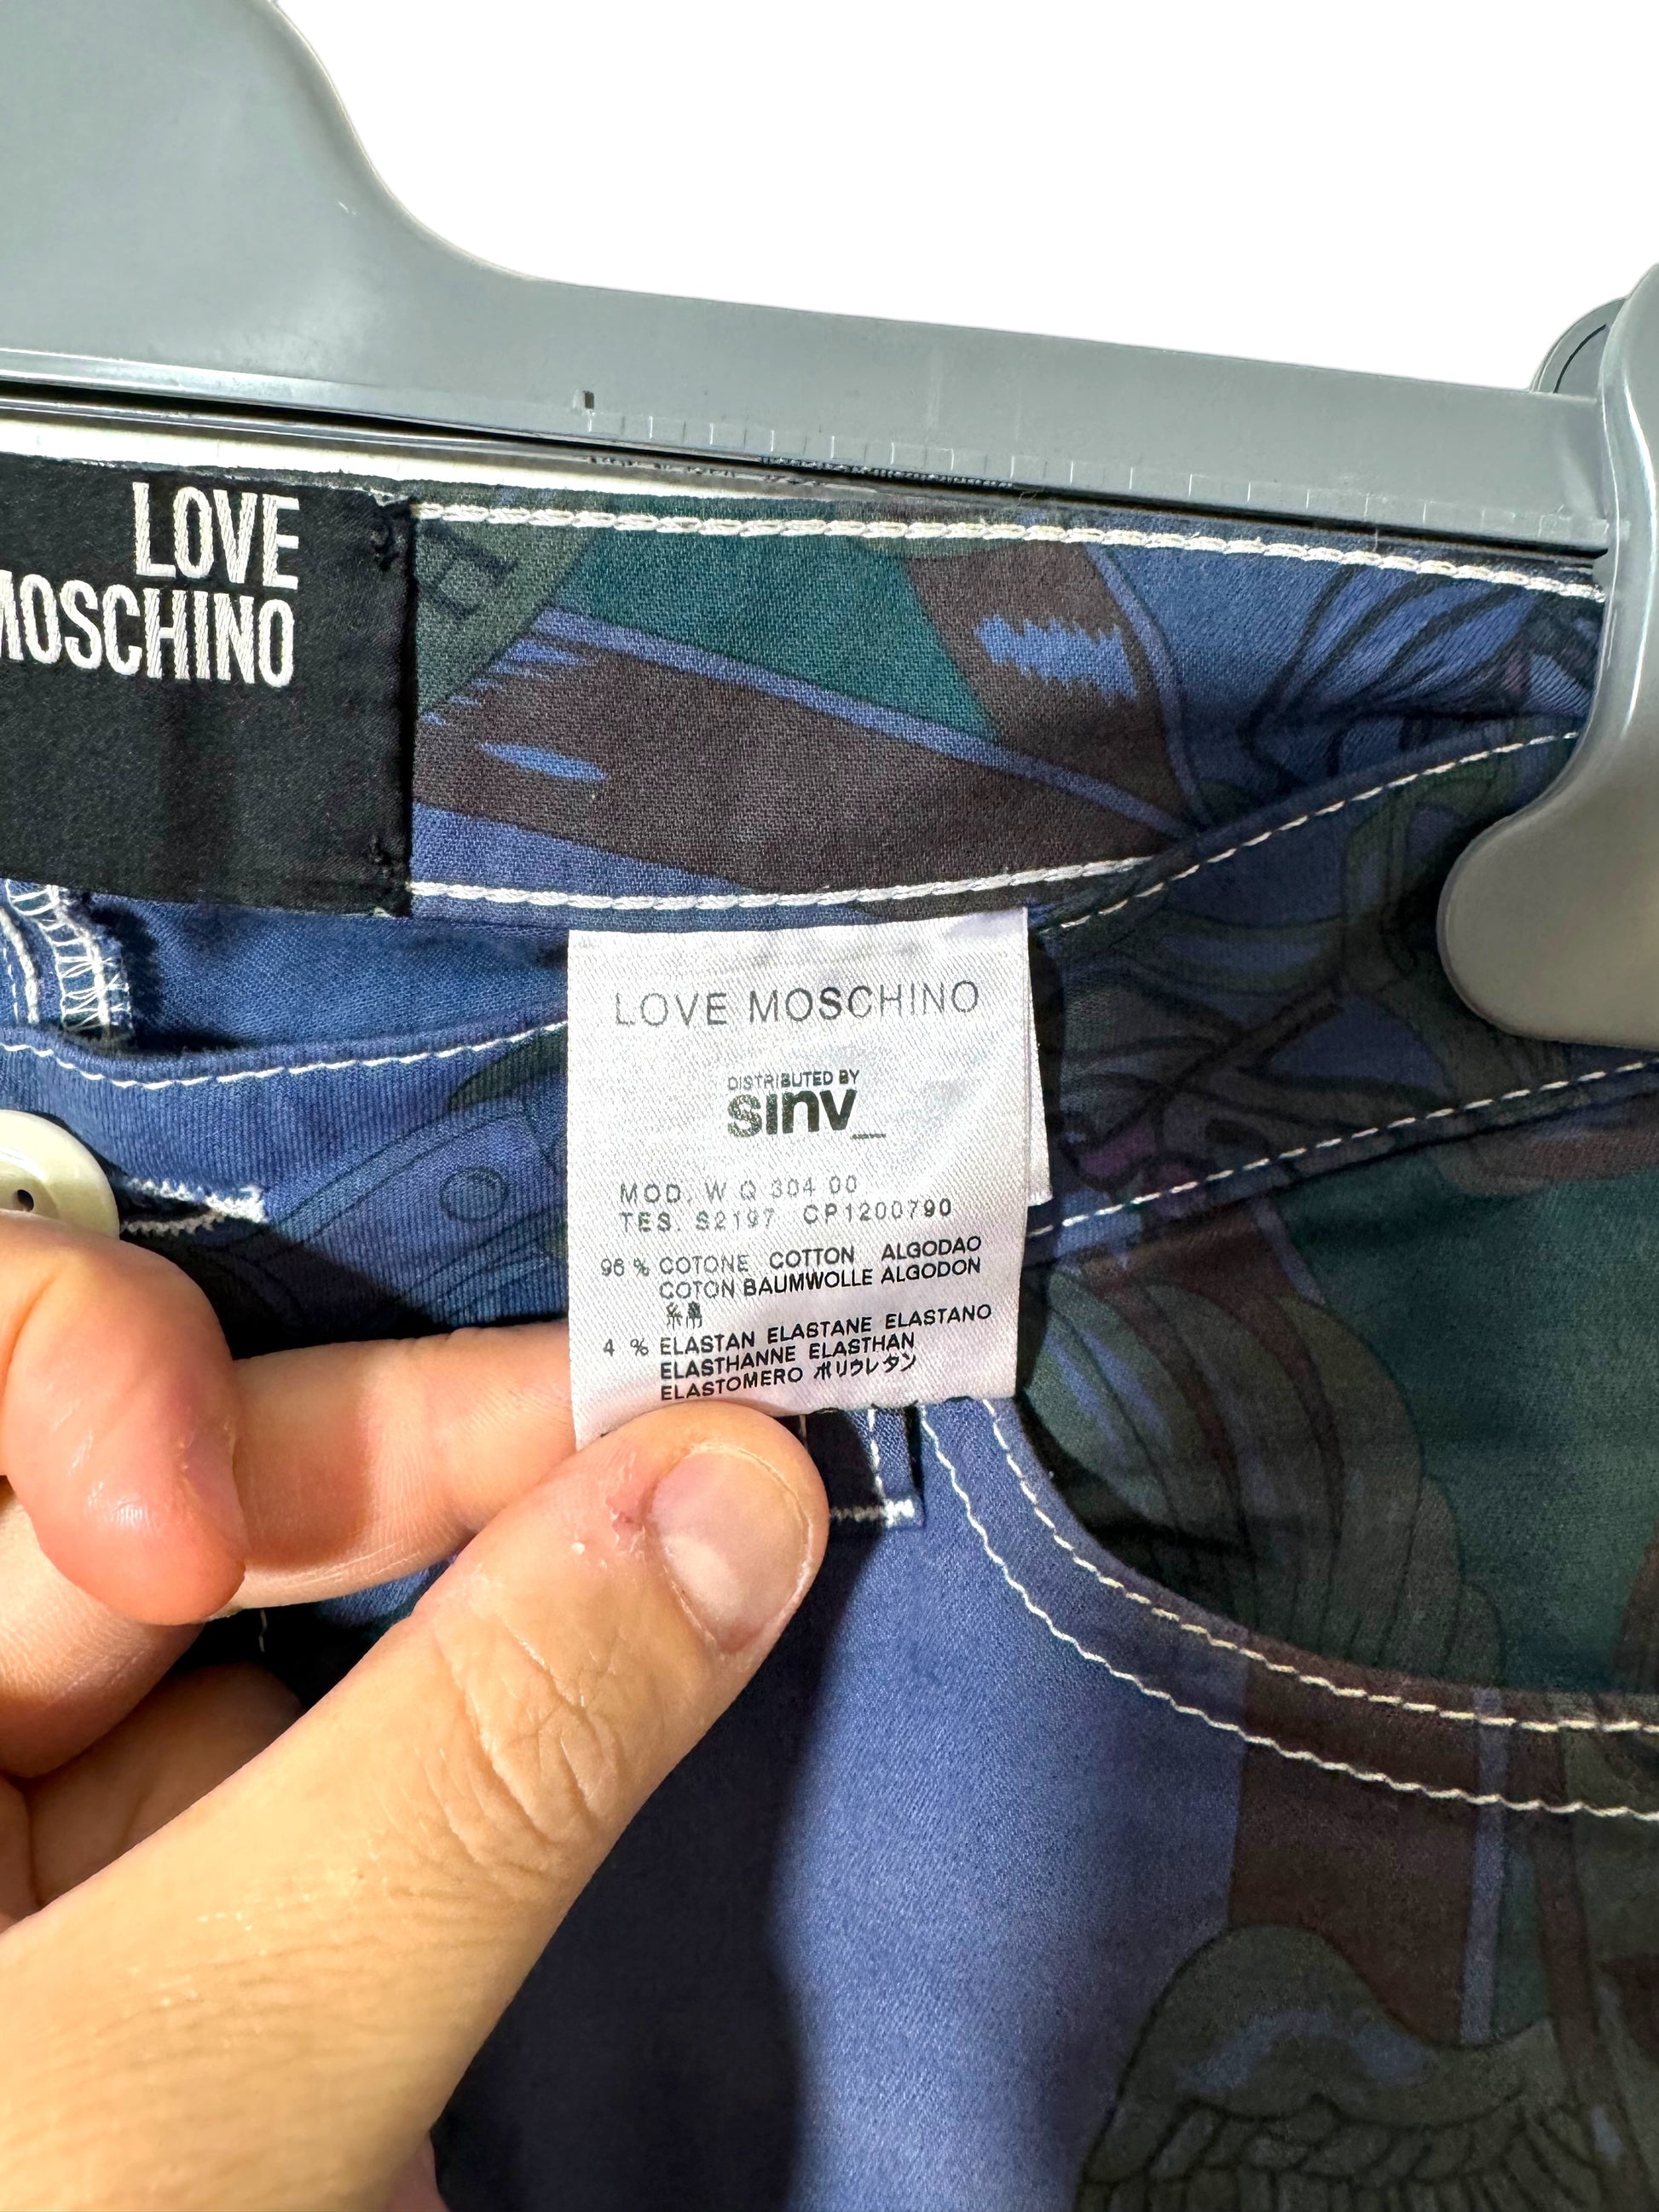 LOVE
MOSCHINO
LOVE MOSCHINO
DISTRIBUTED BY
sinv_
MOD. W Q 304 00
TES. S2197 CP1200790
96 % COTONE COTTON ALGODAO
COTON BAUMWOLLE ALGODON
綿
4 % ELASTAN ELASTANE ELASTANO
ELASTHANNE ELASTHAN
ELASTOMERO ポリウレタン